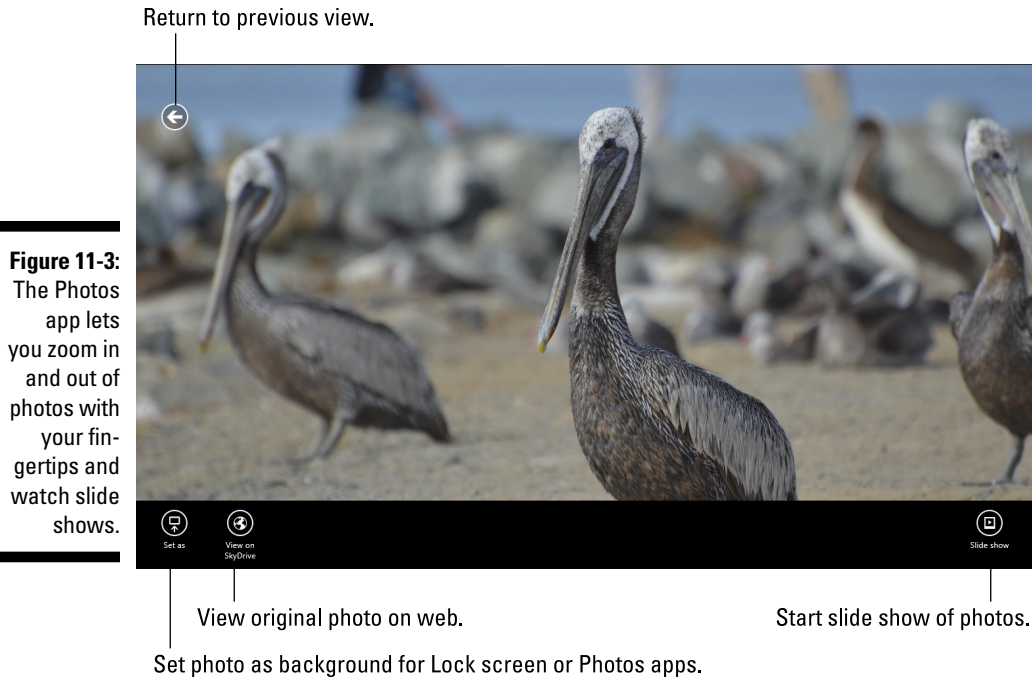 Return to previous view.
Figure 11-3:
The Photos
app lets
you zoom in
and out of
photos with
your fin-
gertips and
watch slide
shows.
Set as
View on
SkyDrive
Slide show
View original photo on web.
Start slide show of photos.
Set photo as background for Lock screen or Photos apps.